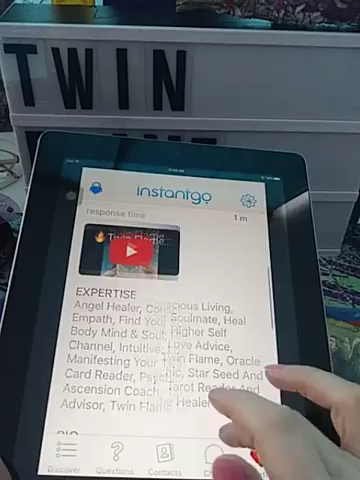 TWIN
instantgo
response time
1 m
Twin Flame
EXPERTISE
Angel Healer, Conscious Living,
Empath, Find Your Soulmate, Heal
Body Mind & Soul, Higher Self
Channel, Intuitive, Love Advice,
Manifesting Your Twin Flame, Oracle
Card Reader, Psychic, Star Seed And
Ascension Coach, Tarot Reader And
Advisor, Twin Flame Healer
Discover
Questions
Contacts